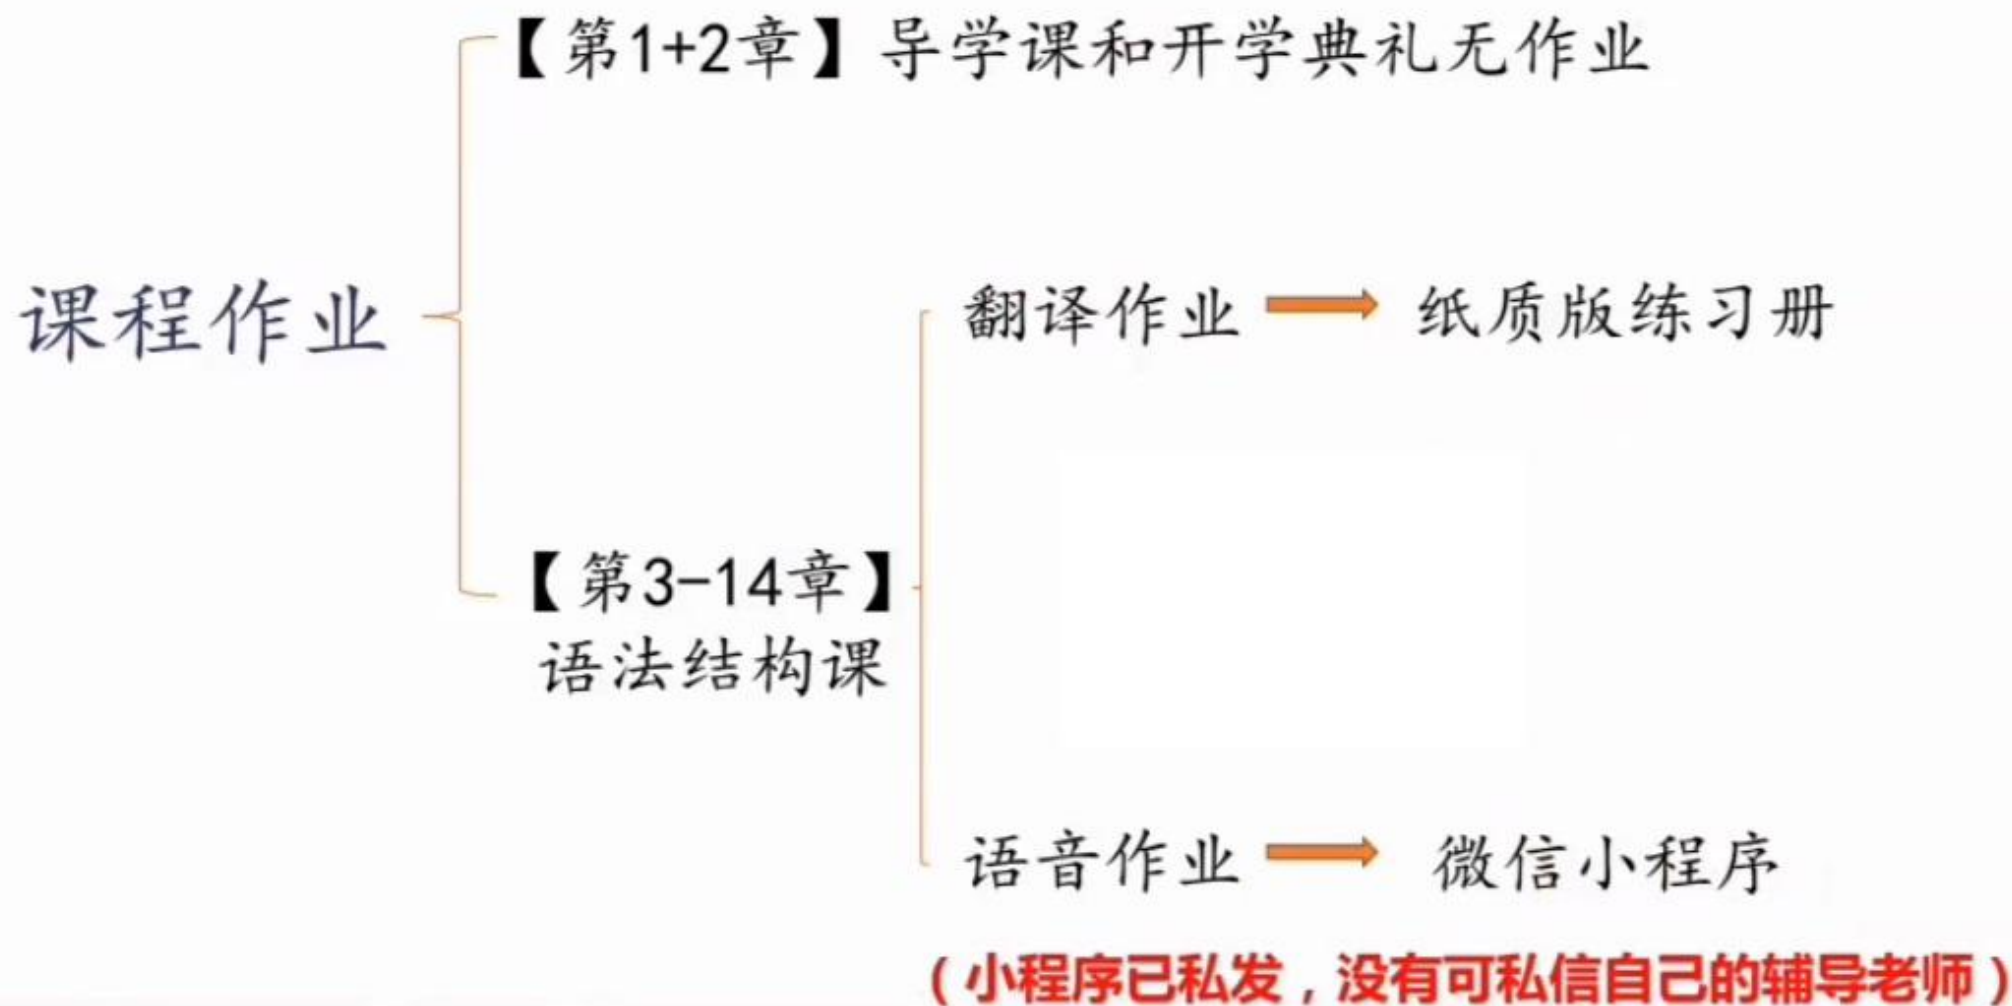 【第1+2章】导学课和开学典礼无作业
课程作业
翻译作业 纸质版练习册
【第3-14章】
语法结构课
语音作业 微信小程序
（小程序已私发，没有可私信自己的辅导老师）